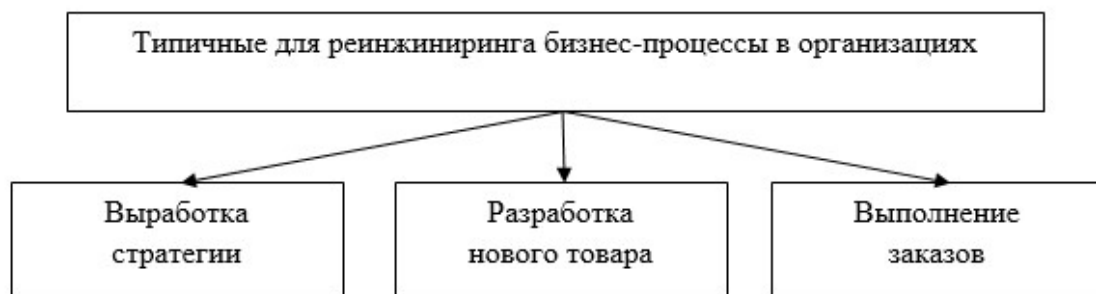 Типичные для реинжиниринга бизнес-процессы в организациях
Выработка
стратегии
Разработка
нового товара
Выполнение
заказов